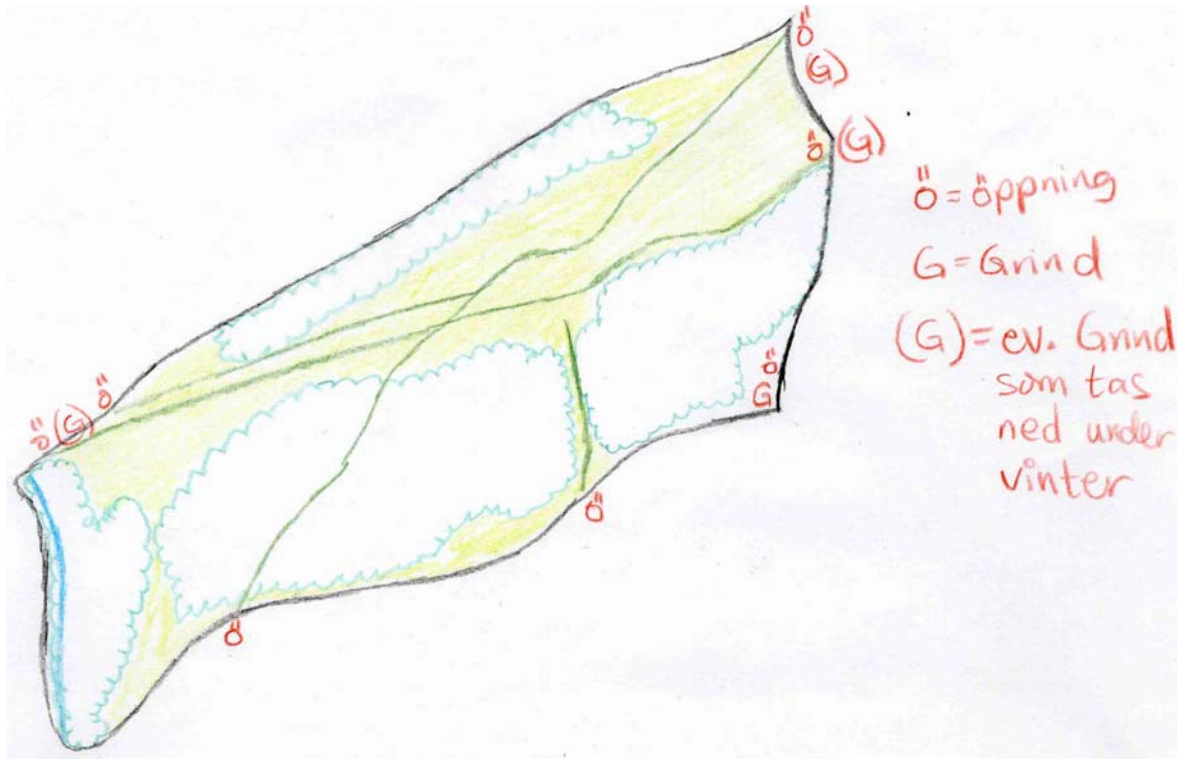 Ö
(G)
Ö (G)
Ö = Öppning
G = Grind
(G) = ev. Grind
som tas
ned under
vinter
Ö
G
Ö
Ö (G)
Ö
Ö